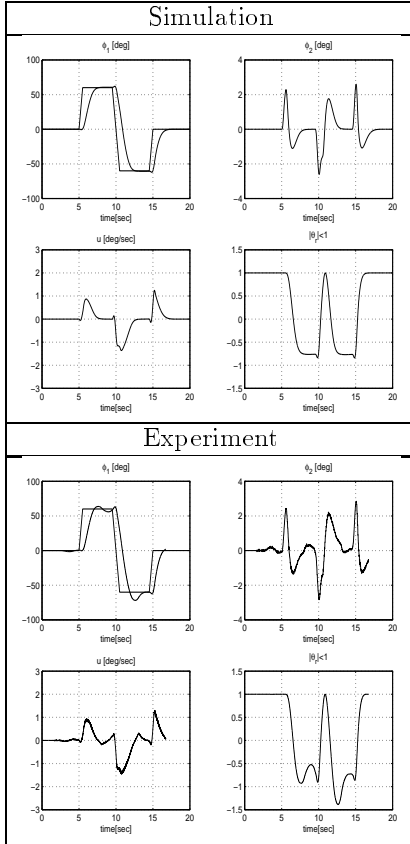 Simulation
ϕ1 [deg]
100
50
0
−50
−100
0 5 10 15 20
time[sec]
ϕ2 [deg]
4
2
0
−2
−4
0 5 10 15 20
time[sec]
u [deg/sec]
3
2
1
0
−1
−2
−3
0 5 10 15 20
time[sec]
|θr|<1
1.5
1
0.5
0
−0.5
−1
−1.5
0 5 10 15 20
time[sec]
Experiment
ϕ1 [deg]
100
50
0
−50
−100
0 5 10 15 20
time[sec]
ϕ2 [deg]
4
2
0
−2
−4
0 5 10 15 20
time[sec]
u [deg/sec]
3
2
1
0
−1
−2
−3
0 5 10 15 20
time[sec]
|θr|<1
1.5
1
0.5
0
−0.5
−1
−1.5
0 5 10 15 20
time[sec]